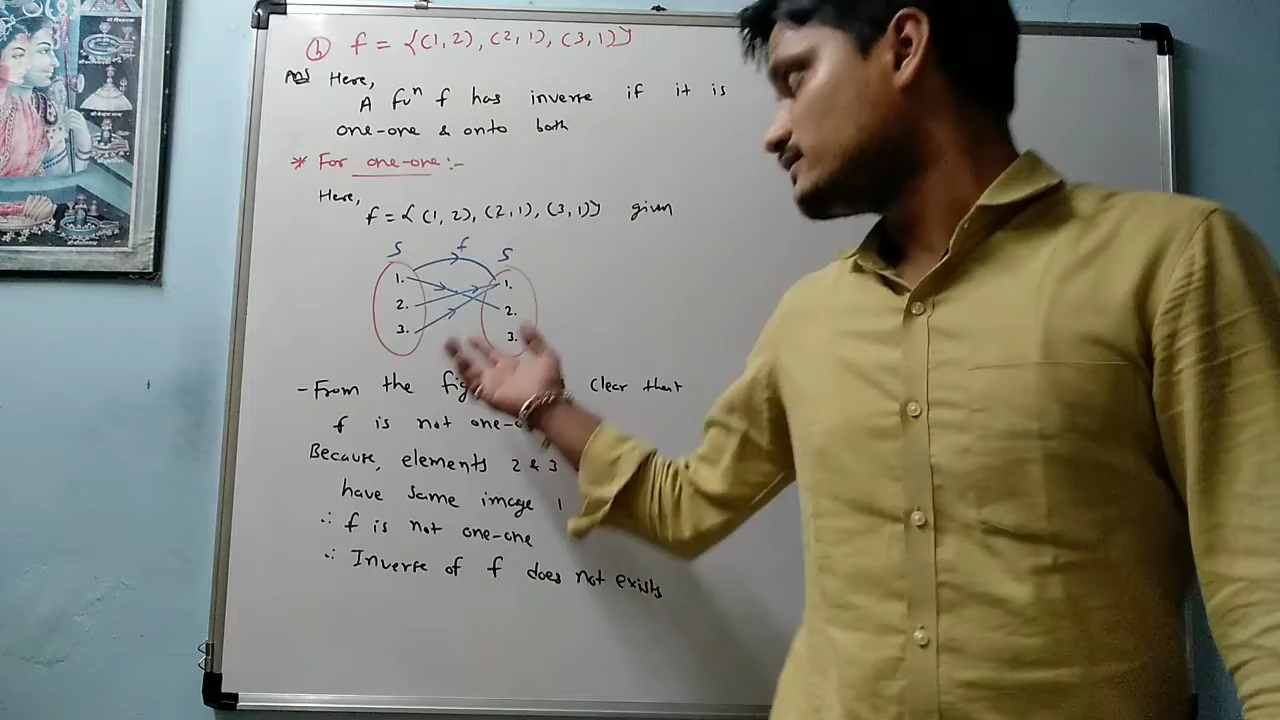 (h) f = {(1, 2), (2, 1), (3, 1)}
Ans Here,
A fuⁿ f has inverse if it is
one-one & onto both
* For one-one :-
Here,
f = {(1, 2), (2, 1), (3, 1)} given
S f S
1. 1.
2. 2.
3. 3.
- From the fig clear that
f is not one-
Because, elements 2 & 3
have same image 1
∴ f is not one-one
∴ Inverse of f does not exists